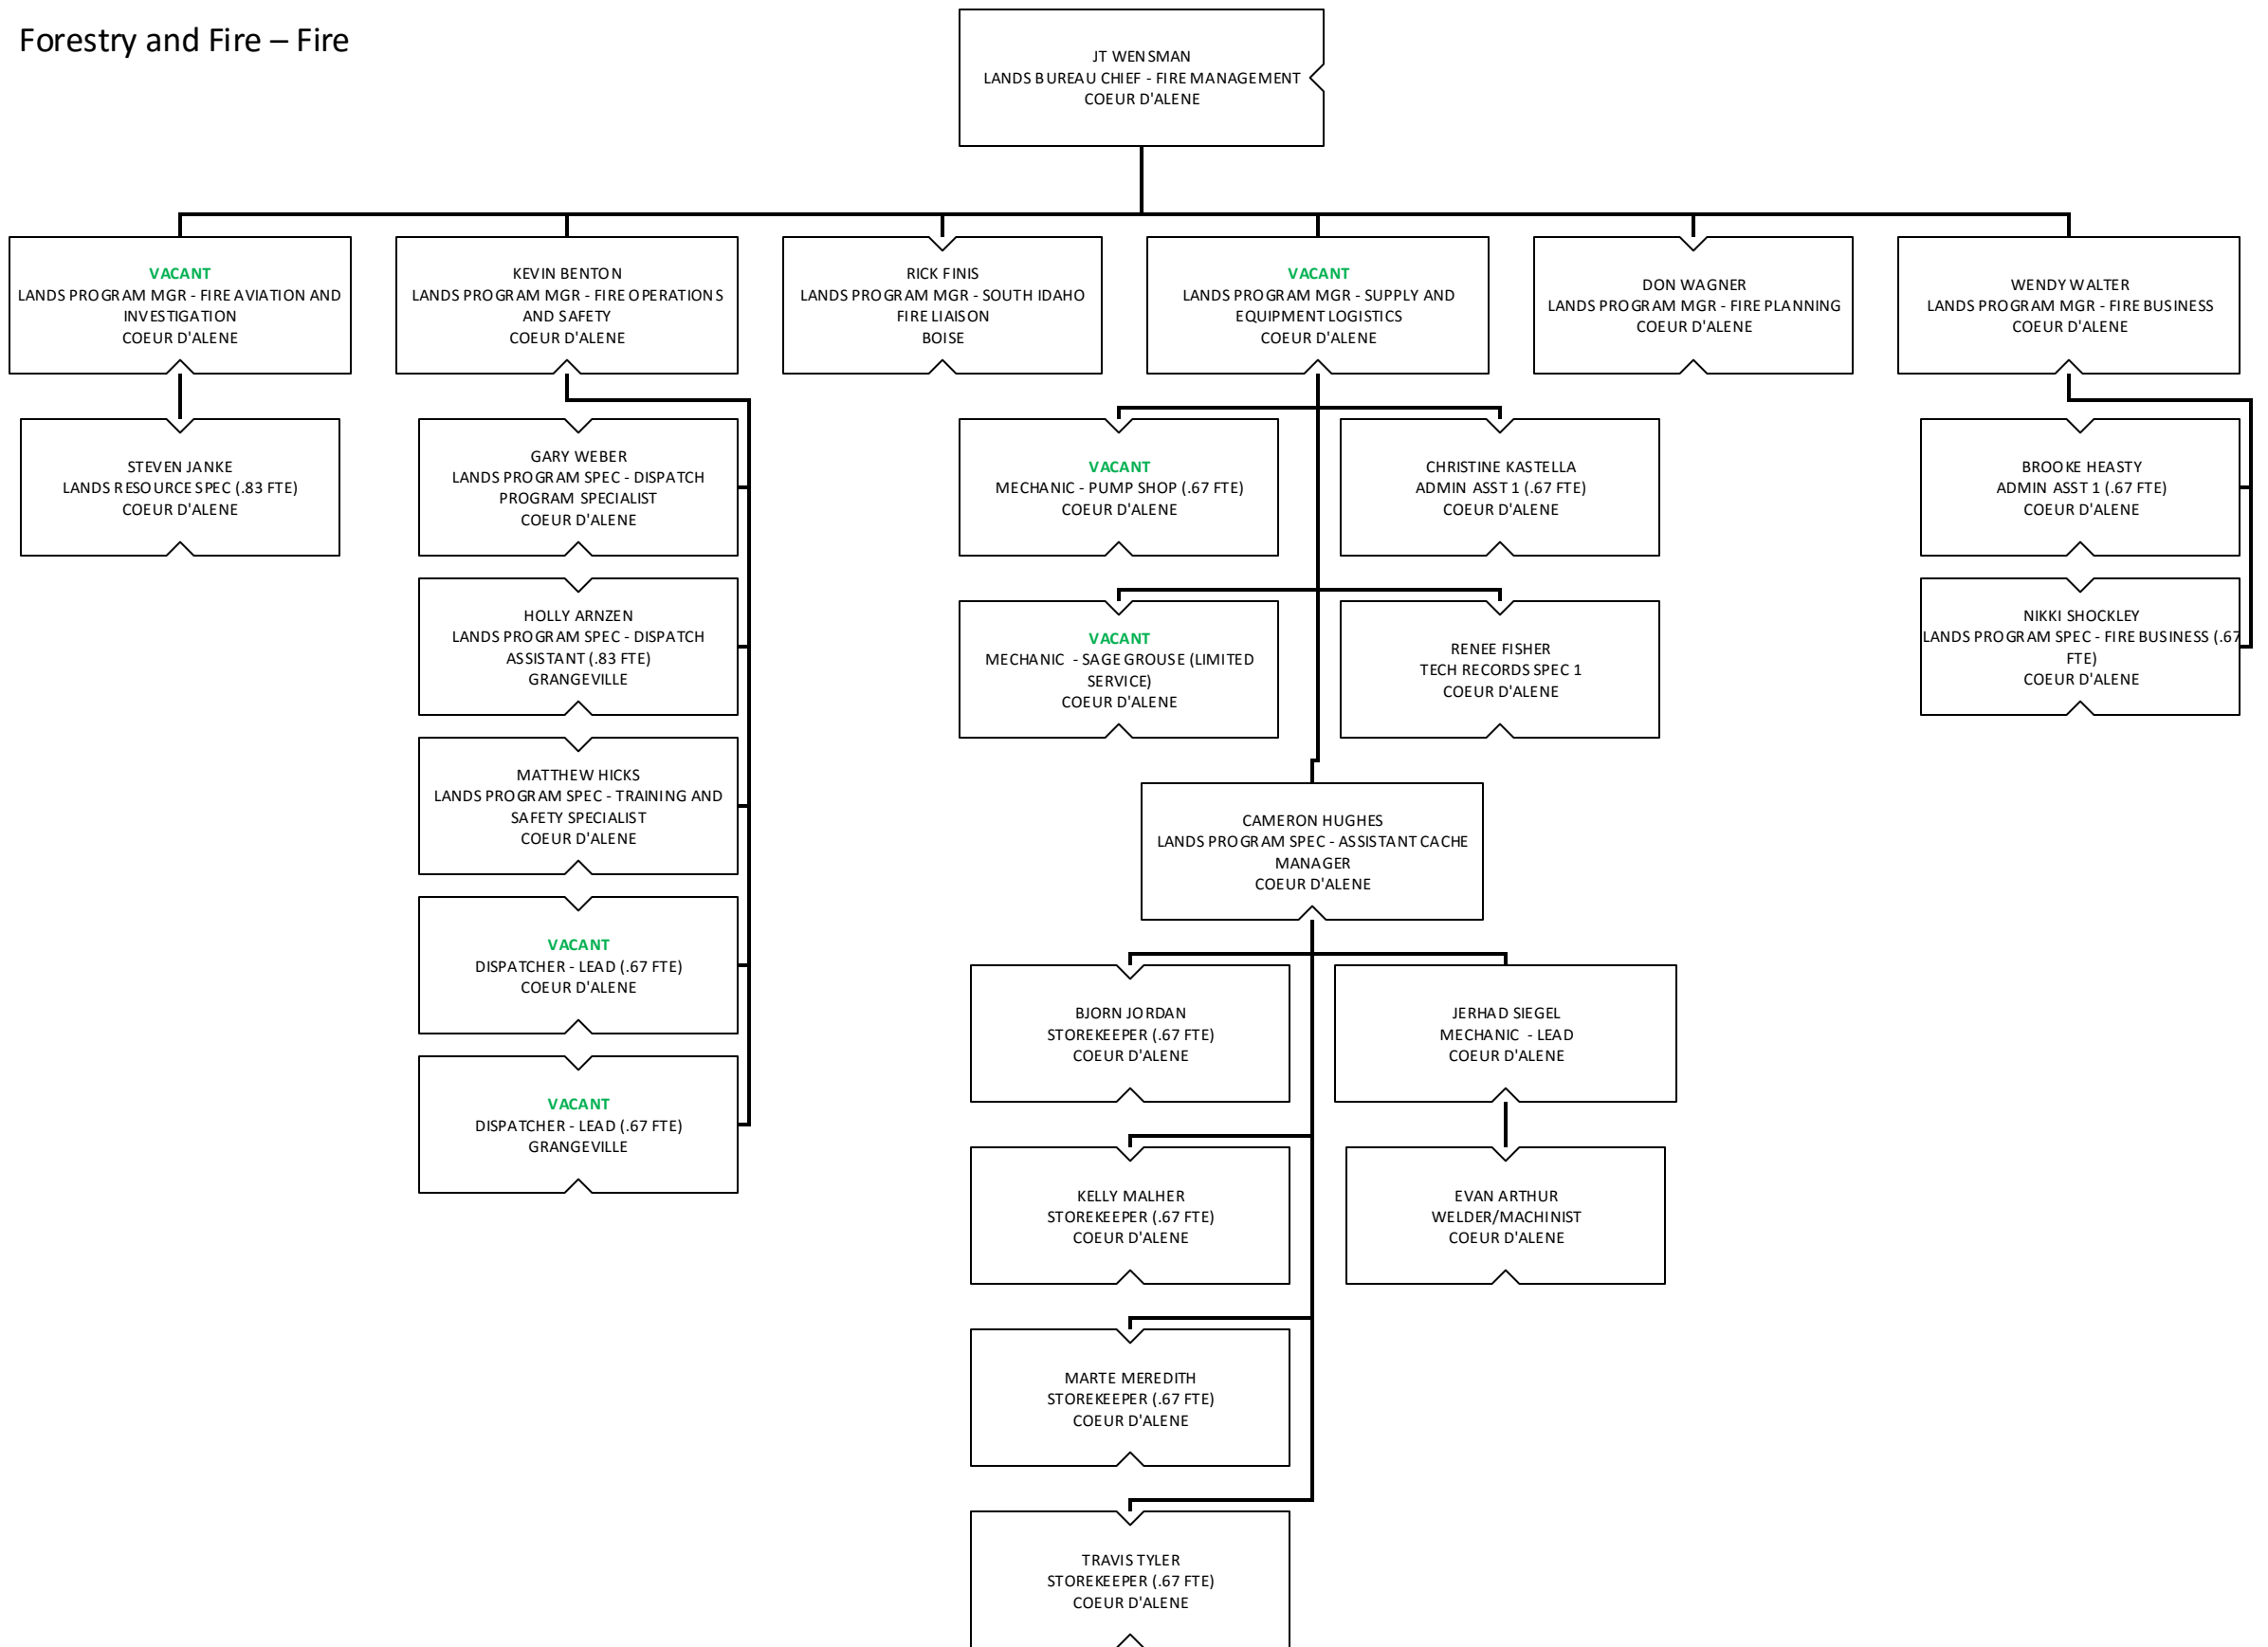 Forestry and Fire – Fire
JT WENSMAN
LANDS BUREAU CHIEF - FIRE MANAGEMENT
COEUR D'ALENE
VACANT
LANDS PROGRAM MGR - FIRE AVIATION AND
INVESTIGATION
COEUR D'ALENE
KEVIN BENTON
LANDS PROGRAM MGR - FIRE OPERATIONS
AND SAFETY
COEUR D'ALENE
RICK FINIS
LANDS PROGRAM MGR - SOUTH IDAHO
FIRE LIAISON
BOISE
VACANT
LANDS PROGRAM MGR - SUPPLY AND
EQUIPMENT LOGISTICS
COEUR D'ALENE
DON WAGNER
LANDS PROGRAM MGR - FIRE PLANNING
COEUR D'ALENE
WENDY WALTER
LANDS PROGRAM MGR - FIRE BUSINESS
COEUR D'ALENE
STEVEN JANKE
LANDS RESOURCE SPEC (.83 FTE)
COEUR D'ALENE
GARY WEBER
LANDS PROGRAM SPEC - DISPATCH
PROGRAM SPECIALIST
COEUR D'ALENE
HOLLY ARNZEN
LANDS PROGRAM SPEC - DISPATCH
ASSISTANT (.83 FTE)
GRANGEVILLE
MATTHEW HICKS
LANDS PROGRAM SPEC - TRAINING AND
SAFETY SPECIALIST
COEUR D'ALENE
VACANT
DISPATCHER - LEAD (.67 FTE)
COEUR D'ALENE
VACANT
DISPATCHER - LEAD (.67 FTE)
GRANGEVILLE
VACANT
MECHANIC - PUMP SHOP (.67 FTE)
COEUR D'ALENE
CHRISTINE KASTELLA
ADMIN ASST 1 (.67 FTE)
COEUR D'ALENE
VACANT
MECHANIC - SAGE GROUSE (LIMITED
SERVICE)
COEUR D'ALENE
RENEE FISHER
TECH RECORDS SPEC 1
COEUR D'ALENE
CAMERON HUGHES
LANDS PROGRAM SPEC - ASSISTANT CACHE
MANAGER
COEUR D'ALENE
BJORN JORDAN
STOREKEEPER (.67 FTE)
COEUR D'ALENE
JERHAD SIEGEL
MECHANIC - LEAD
COEUR D'ALENE
KELLY MALHER
STOREKEEPER (.67 FTE)
COEUR D'ALENE
EVAN ARTHUR
WELDER/MACHINIST
COEUR D'ALENE
MARTE MEREDITH
STOREKEEPER (.67 FTE)
COEUR D'ALENE
TRAVIS TYLER
STOREKEEPER (.67 FTE)
COEUR D'ALENE
BROOKE HEASTY
ADMIN ASST 1 (.67 FTE)
COEUR D'ALENE
NIKKI SHOCKLEY
LANDS PROGRAM SPEC - FIRE BUSINESS (.67
FTE)
COEUR D'ALENE